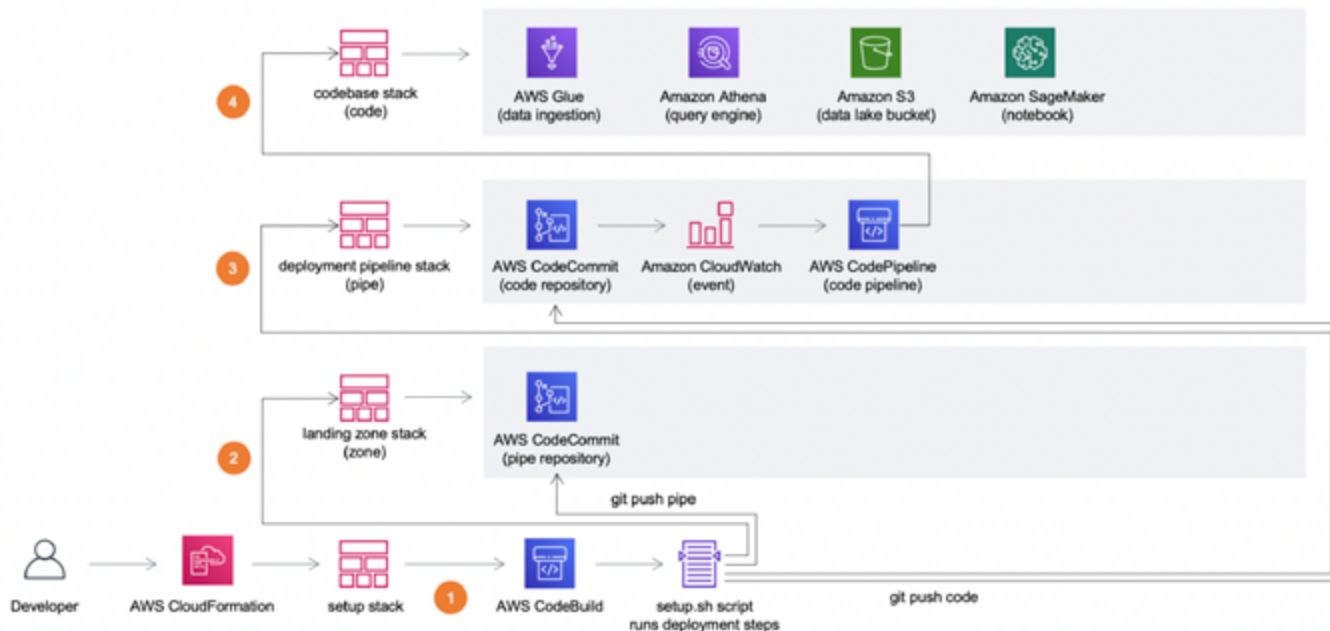 AWS Glue
(data ingestion)
Amazon Athena
(query engine)
Amazon S3
(data lake bucket)
Amazon SageMaker
(notebook)
codebase stack
(code)
4
deployment pipeline stack
(pipe)
AWS CodeCommit
(code repository)
Amazon CloudWatch
(event)
AWS CodePipeline
(code pipeline)
3
landing zone stack
(zone)
AWS CodeCommit
(pipe repository)
2
git push pipe
Developer
AWS CloudFormation
setup stack
1
AWS CodeBuild
setup.sh script
runs deployment steps
git push code